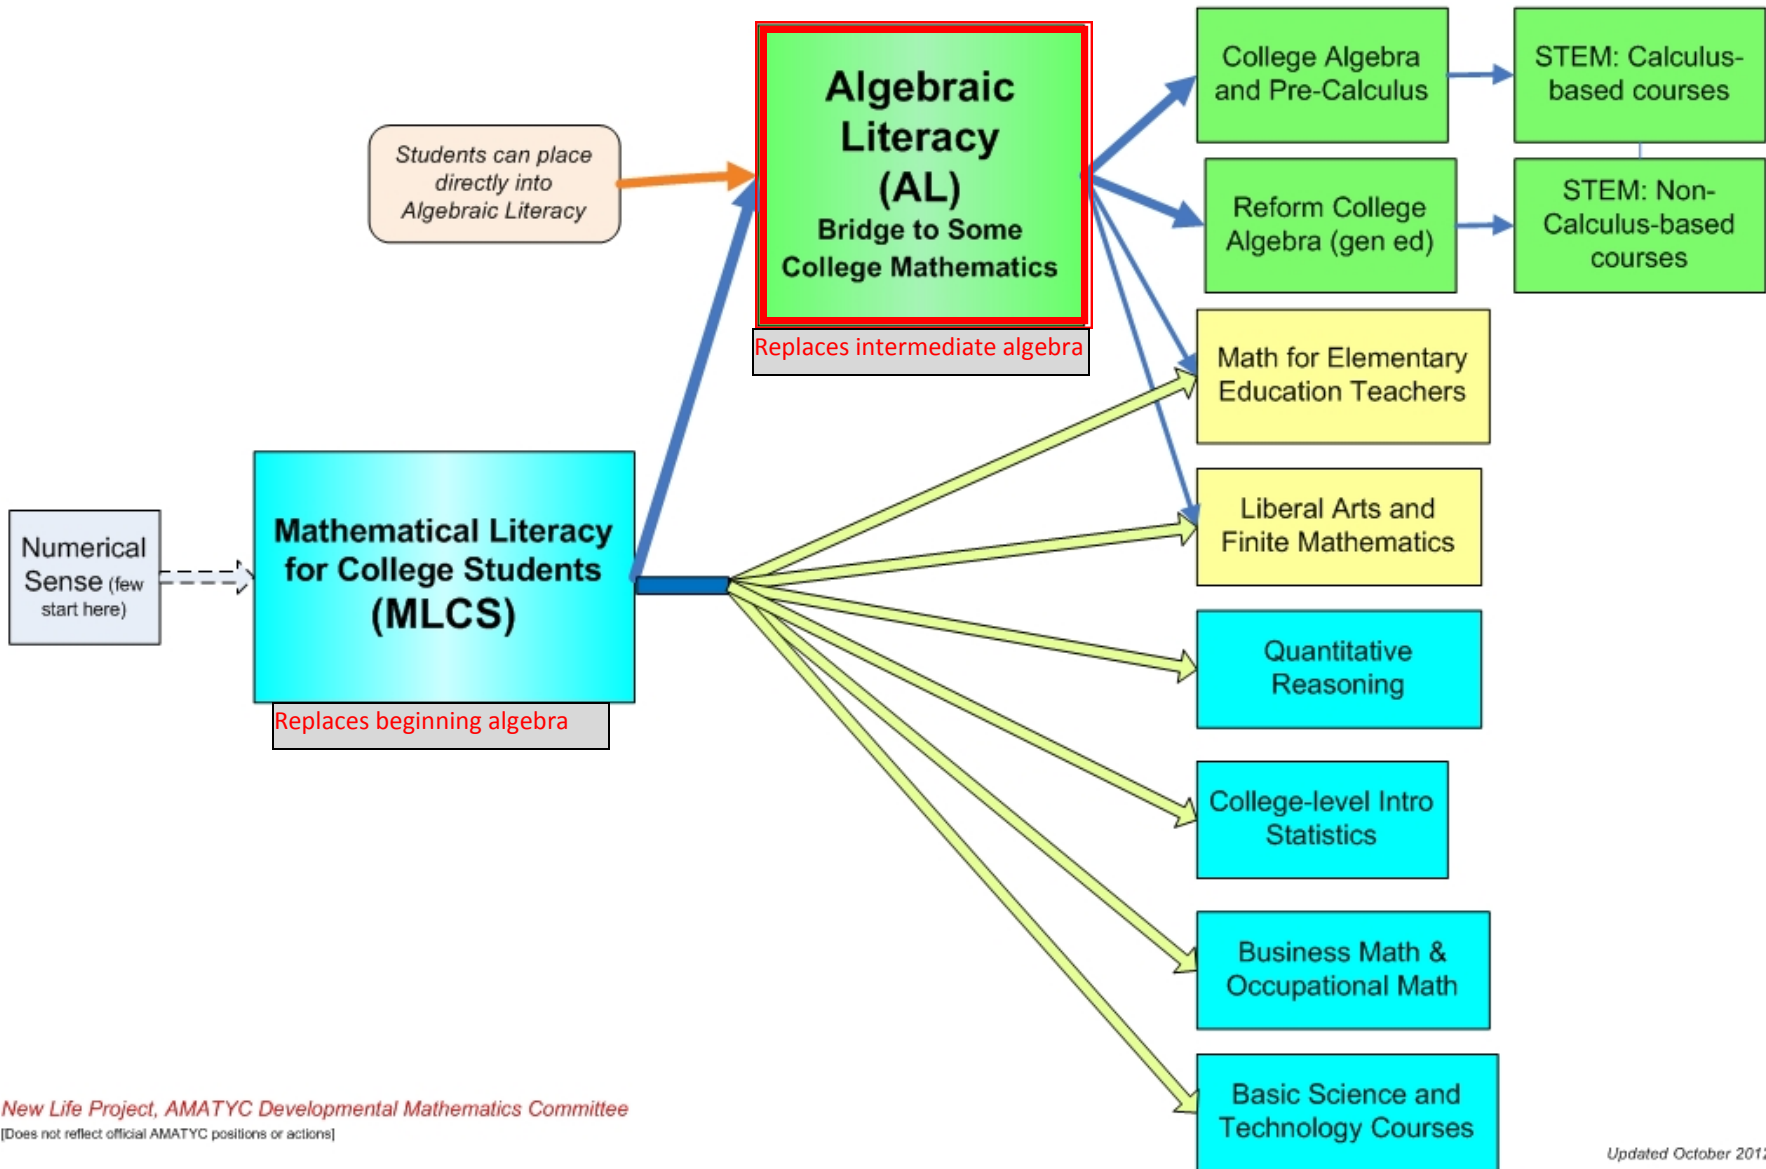 Students can place
directly into
Algebraic Literacy
Algebraic
Literacy
(AL)
Bridge to Some
College Mathematics
Replaces intermediate algebra
College Algebra
and Pre-Calculus
STEM: Calculus-
based courses
Reform College
Algebra (gen ed)
STEM: Non-
Calculus-based
courses
Math for Elementary
Education Teachers
Numerical
Sense (few
start here)
Mathematical Literacy
for College Students
(MLCS)
Replaces beginning algebra
Liberal Arts and
Finite Mathematics
Quantitative
Reasoning
College-level Intro
Statistics
Business Math &
Occupational Math
Basic Science and
Technology Courses
New Life Project, AMATYC Developmental Mathematics Committee
[Does not reflect official AMATYC positions or actions]
Updated October 2012